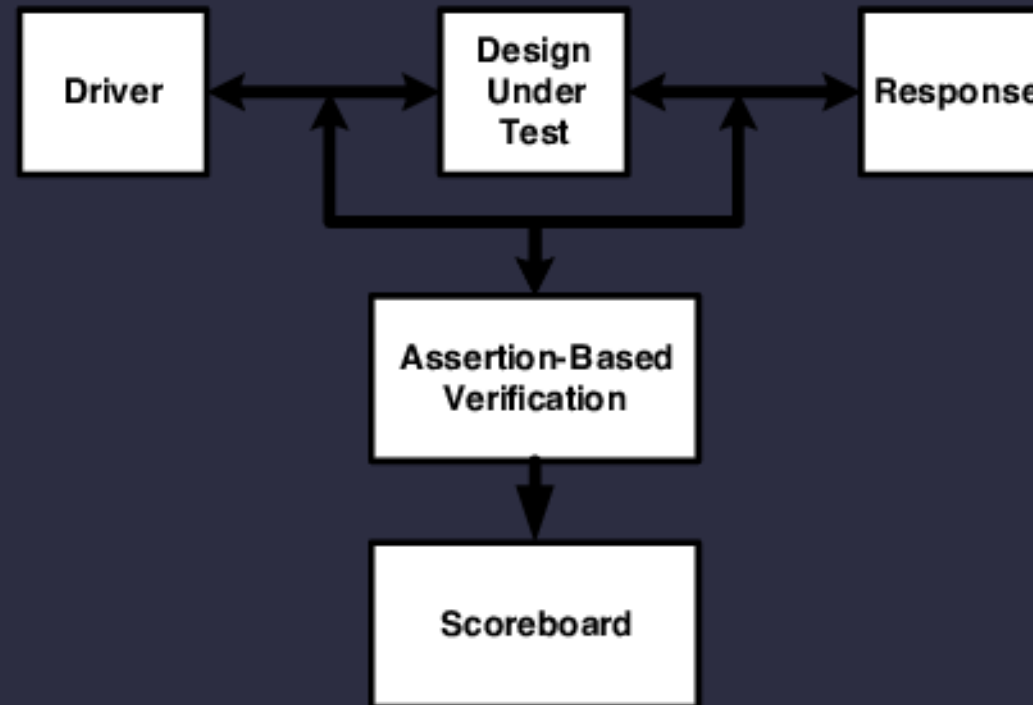 Driver
Design
Under
Test
Response
Assertion-Based
Verification
Scoreboard